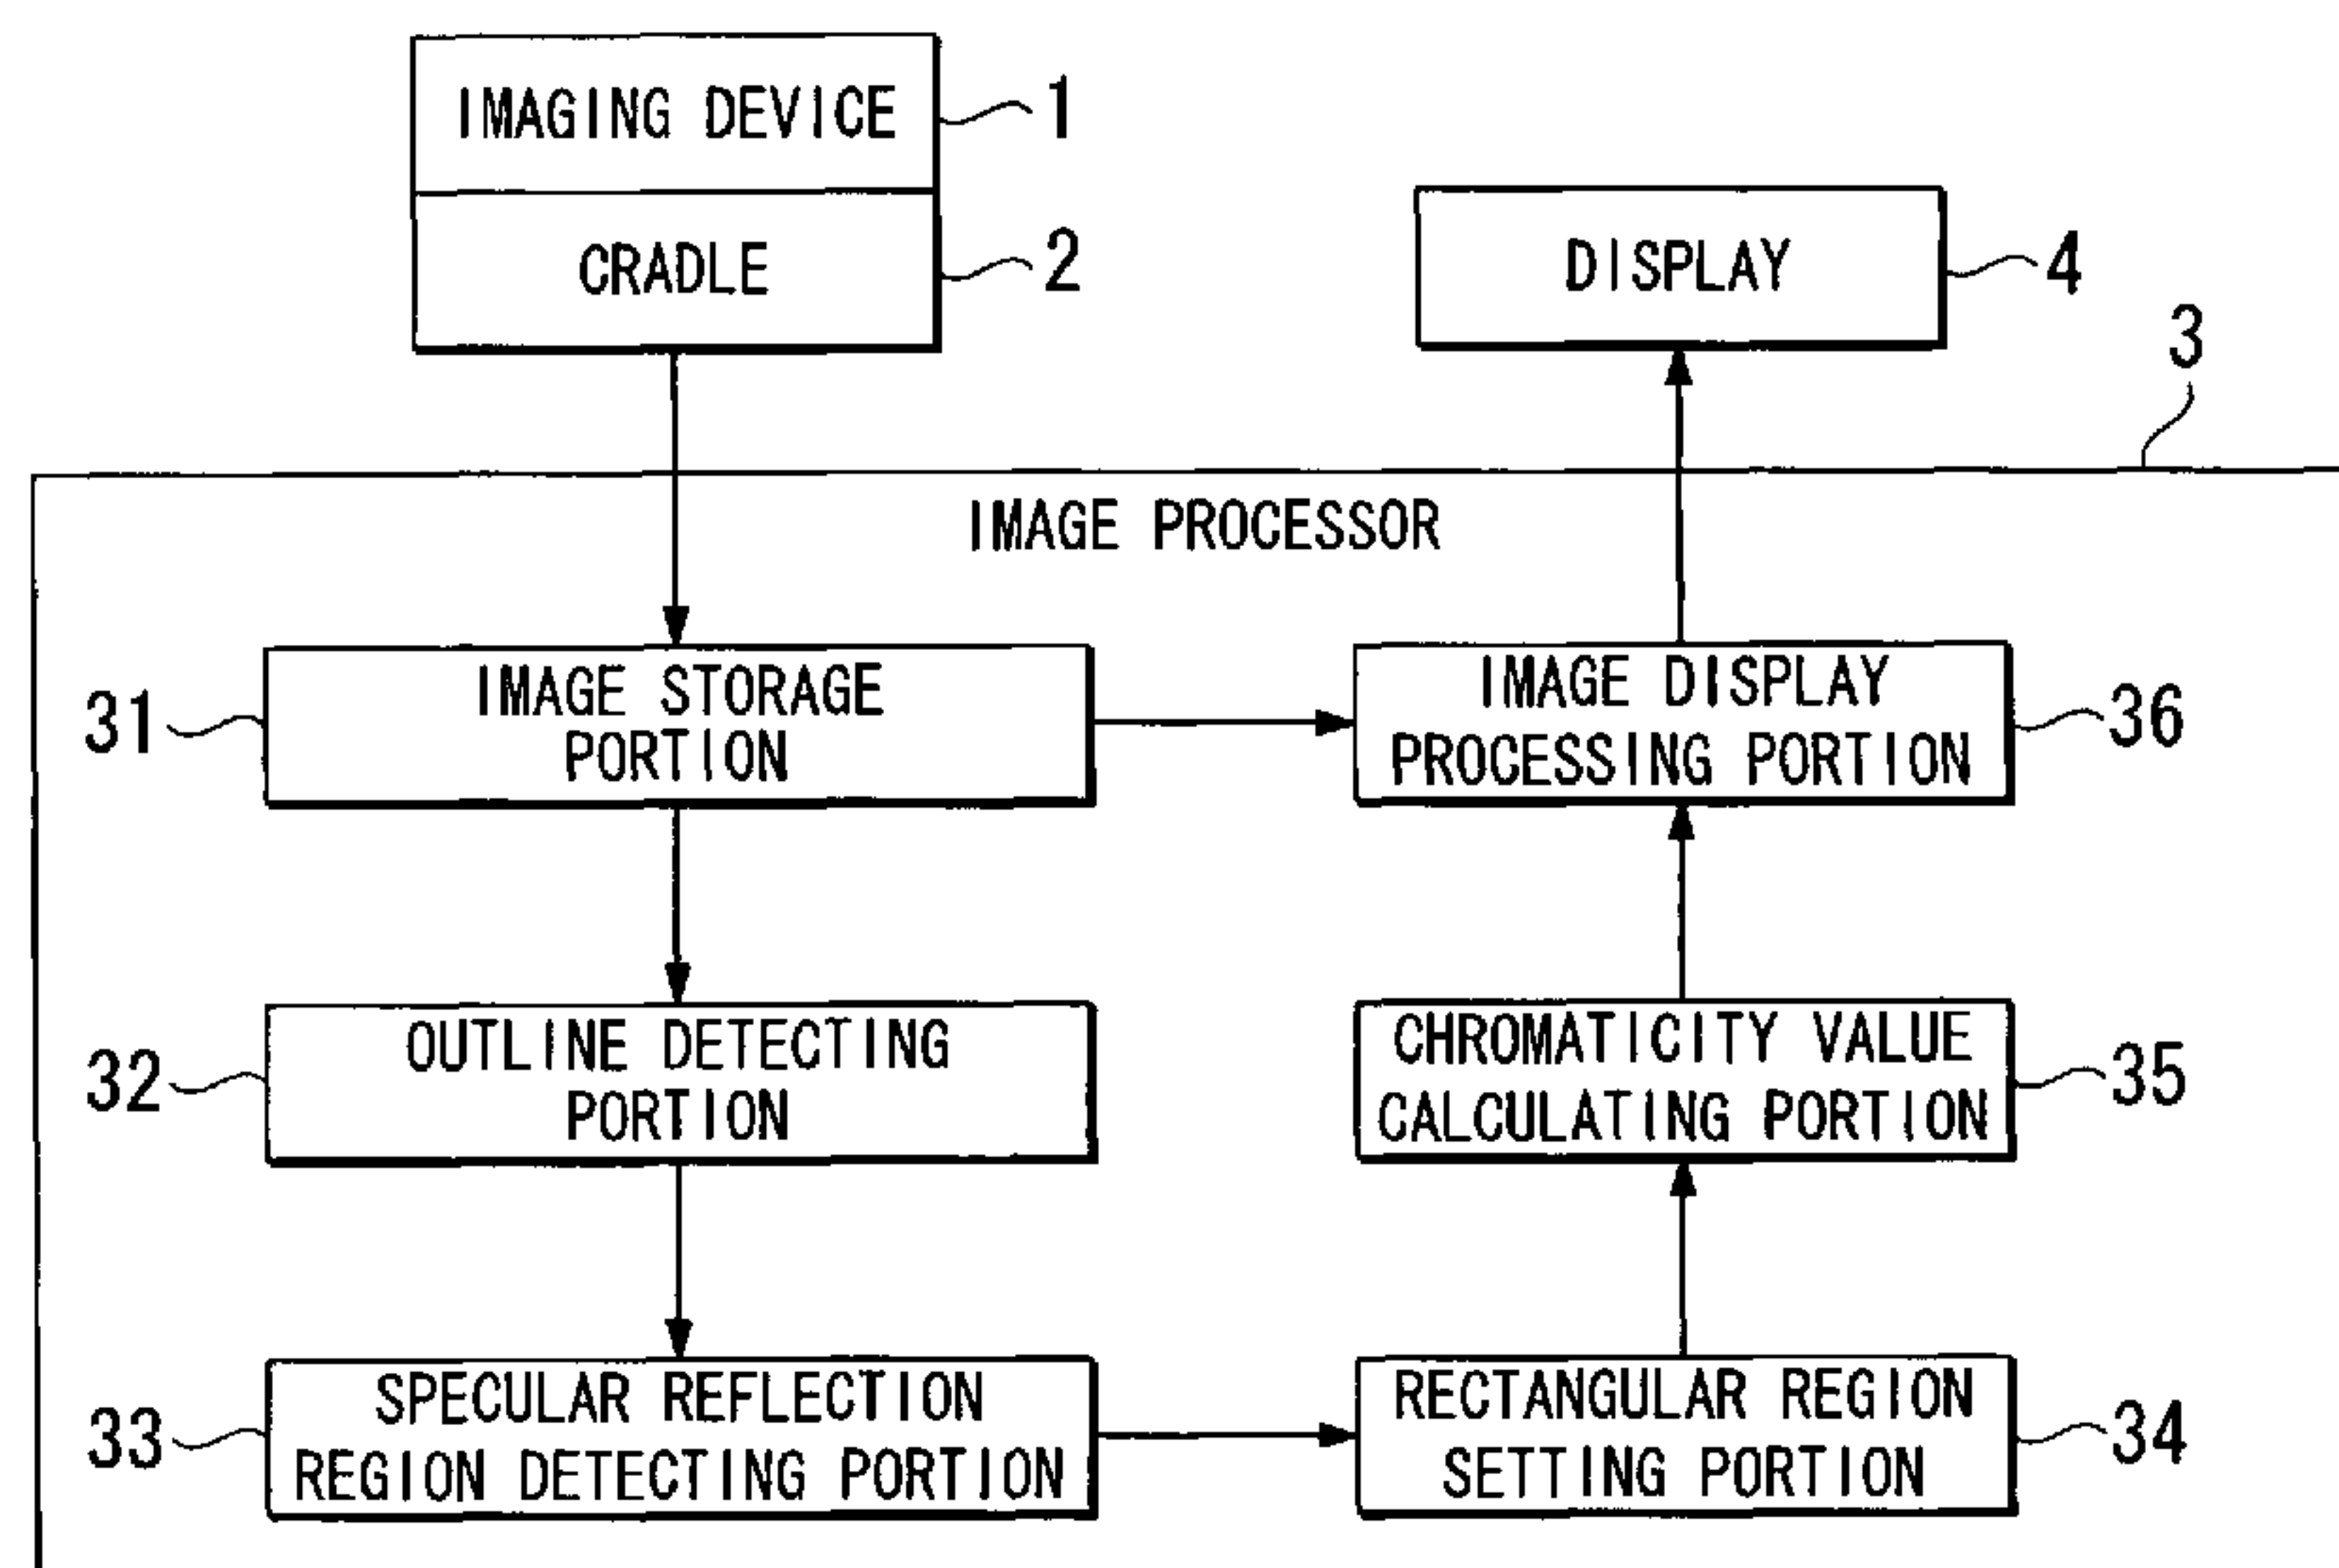 IMAGING DEVICE
1
CRADLE
2
DISPLAY
4
3
IMAGE PROCESSOR
31
IMAGE STORAGE
PORTION
IMAGE DISPLAY
PROCESSING PORTION
36
32
OUTLINE DETECTING
PORTION
CHROMATICITY VALUE
CALCULATING PORTION
35
33
SPECULAR REFLECTION
REGION DETECTING PORTION
RECTANGULAR REGION
SETTING PORTION
34